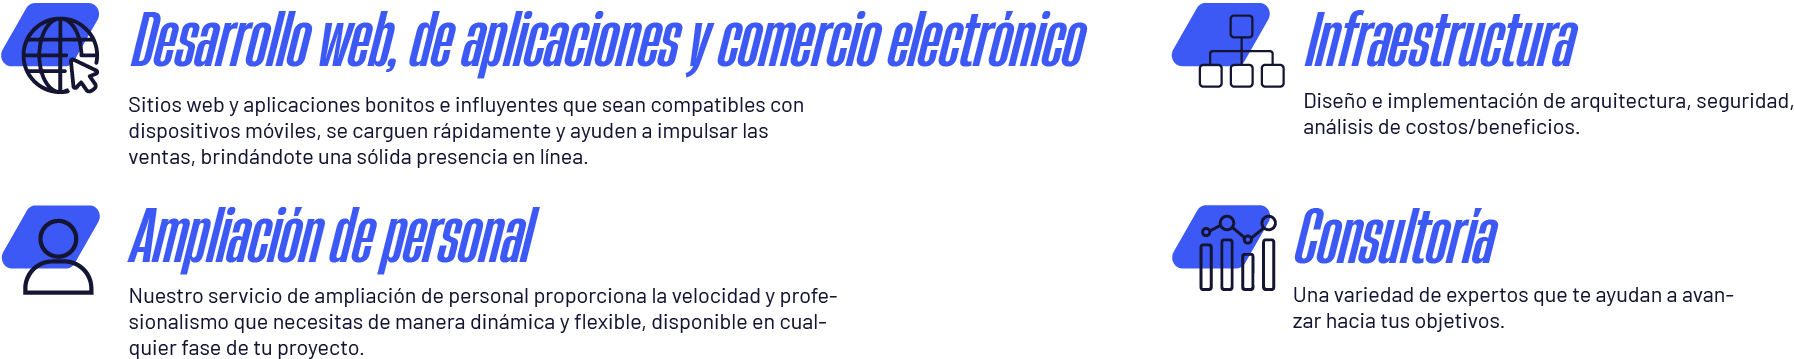 Desarrollo web, de aplicaciones y comercio electrónico
Sitios web y aplicaciones bonitos e influyentes que sean compatibles con
dispositivos móviles, se carguen rápidamente y ayuden a impulsar las
ventas, brindándote una sólida presencia en línea.
Infraestructura
Diseño e implementación de arquitectura, seguridad,
análisis de costos/beneficios.
Ampliación de personal
Nuestro servicio de ampliación de personal proporciona la velocidad y profe-
sionalismo que necesitas de manera dinámica y flexible, disponible en cual-
quier fase de tu proyecto.
Consultoría
Una variedad de expertos que te ayudan a avan-
zar hacia tus objetivos.